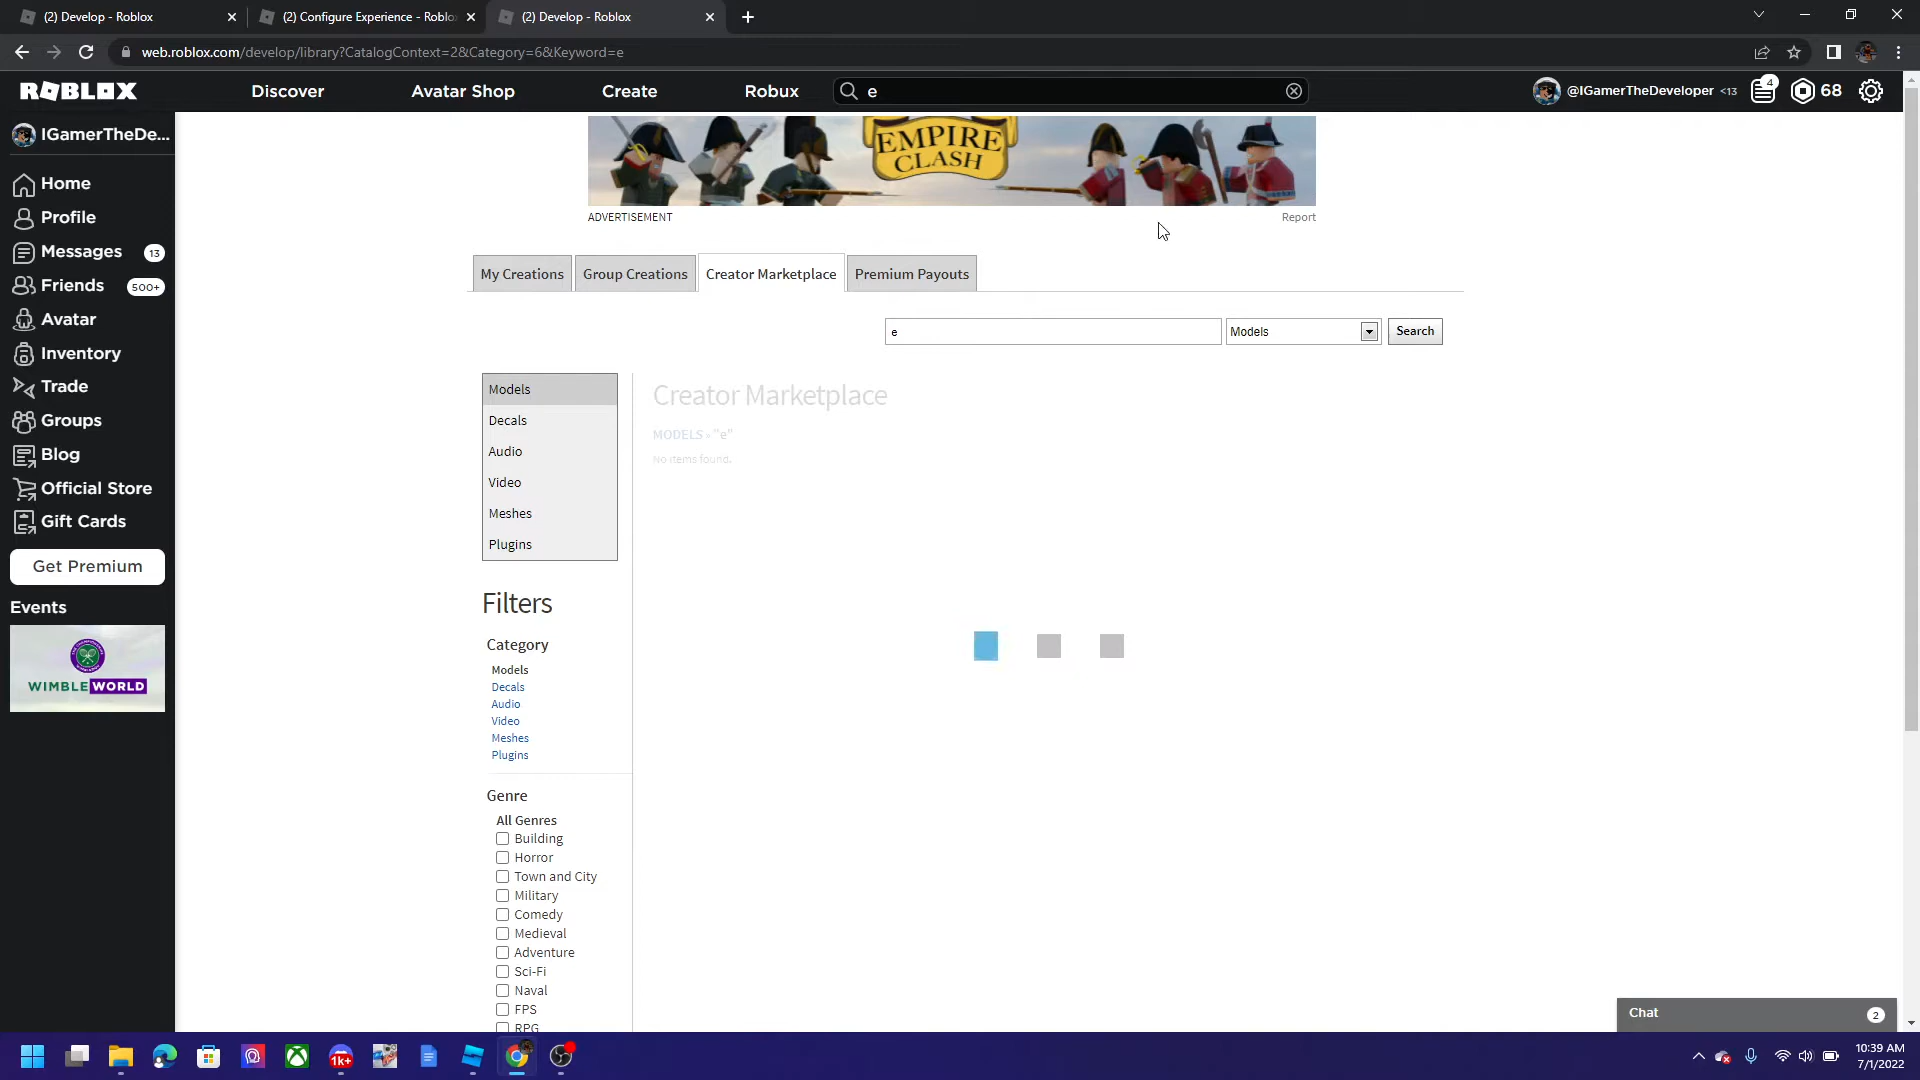 (2) Develop - Roblox
(2) Configure Experience - Roblo
(2) Develop - Roblox
web.roblox.com/develop/library?CatalogContext=2&Category=6&Keyword=e
ROBLOX
Discover
Avatar Shop
Create
Robux
e
@IGamerTheDeveloper <13
4
68
IGamerTheDe...
Home
Profile
Messages 13
Friends 500+
Avatar
Inventory
Trade
Groups
Blog
Official Store
Gift Cards
Get Premium
Events
WIMBLEWORLD
EMPIRE
CLASH
ADVERTISEMENT
Report
My Creations
Group Creations
Creator Marketplace
Premium Payouts
e
Models
Search
Models
Decals
Audio
Video
Meshes
Plugins
Creator Marketplace
MODELS » "e"
No items found.
Filters
Category
Models
Decals
Audio
Video
Meshes
Plugins
Genre
All Genres
Building
Horror
Town and City
Military
Comedy
Medieval
Adventure
Sci-Fi
Naval
FPS
RPG
Chat 2
1k+
10:39 AM
7/1/2022